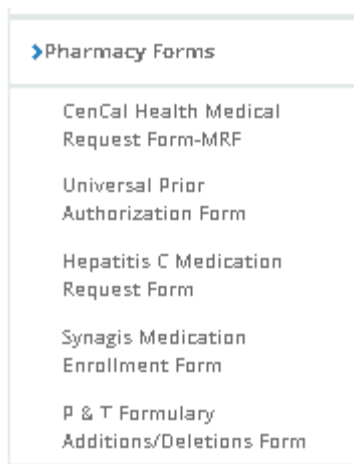 Pharmacy Forms
CenCal Health Medical
Request Form-MRF
Universal Prior
Authorization Form
Hepatitis C Medication
Request Form
Synagis Medication
Enrollment Form
P & T Formulary
Additions/Deletions Form